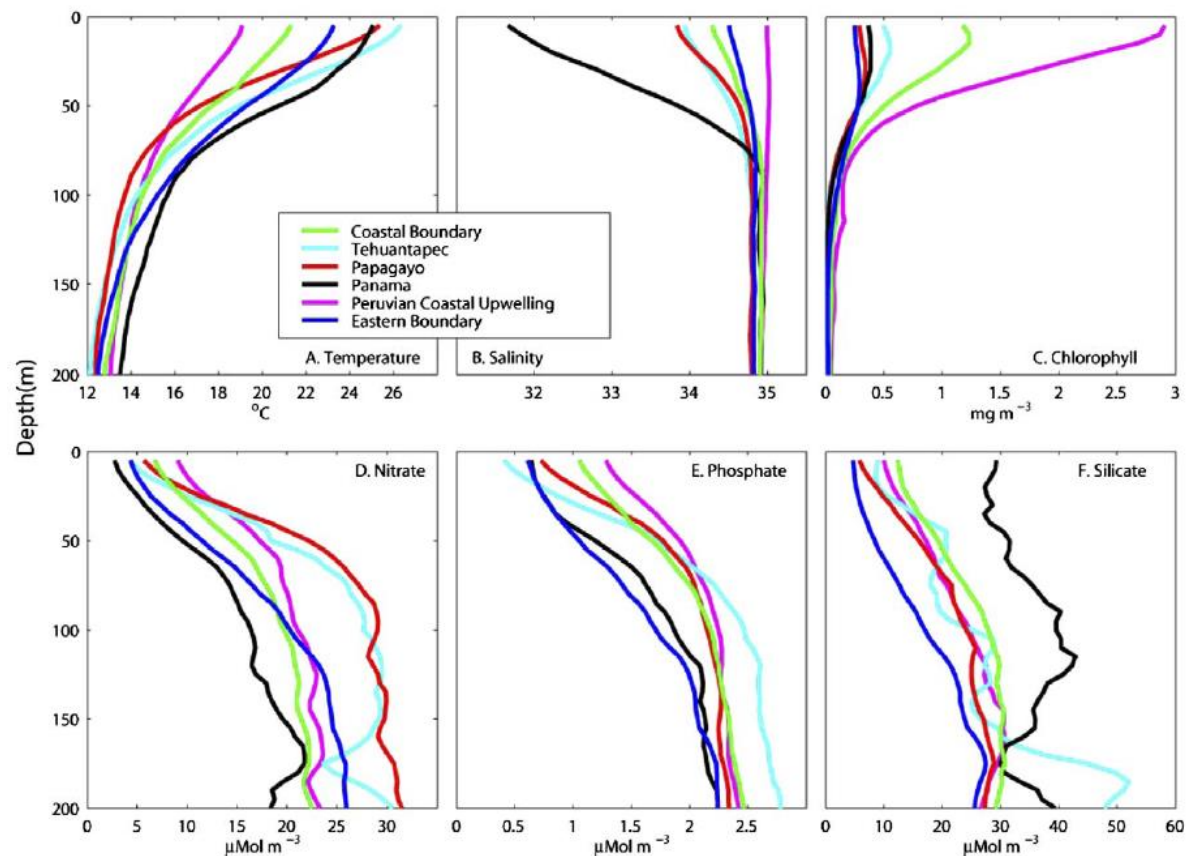 0
50
100
150
200
Depth(m)
12 14 16 18 20 22 24 26
°C
A. Temperature
Coastal Boundary
Tehuantapec
Papagayo
Panama
Peruvian Coastal Upwelling
Eastern Boundary
32 33 34 35
B. Salinity
0 0.5 1 1.5 2 2.5 3
mg m -3
C. Chlorophyll
0
50
100
150
200
0 5 10 15 20 25 30
µMol m -3
D. Nitrate
0 0.5 1 1.5 2 2.5
µMol m -3
E. Phosphate
0 10 20 30 40 50 60
µMol m -3
F. Silicate